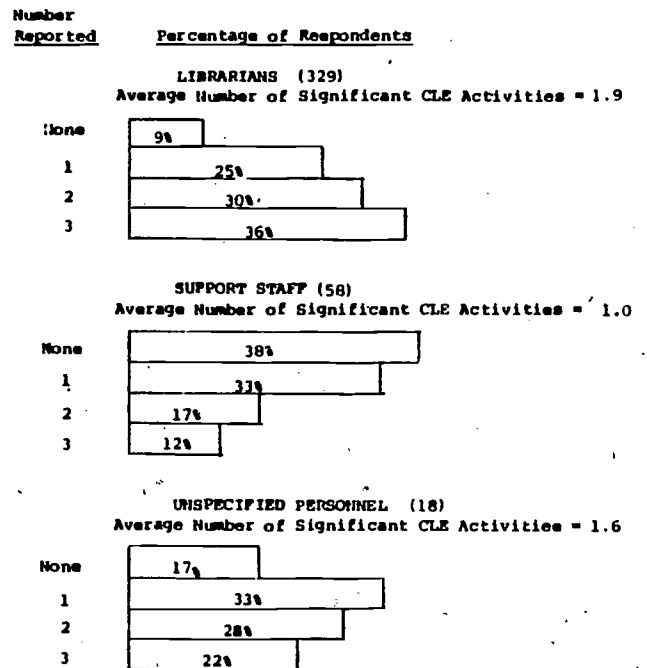 Number
Reported Percentage of Respondents
LIBRARIANS (329)
Average Number of Significant CLE Activities = 1.9
None 9%
1 25%
2 30%
3 36%
SUPPORT STAFF (58)
Average Number of Significant CLE Activities = 1.0
None 38%
1 33%
2 17%
3 12%
UNSPECIFIED PERSONNEL (18)
Average Number of Significant CLE Activities = 1.6
None 17%
1 33%
2 28%
3 22%